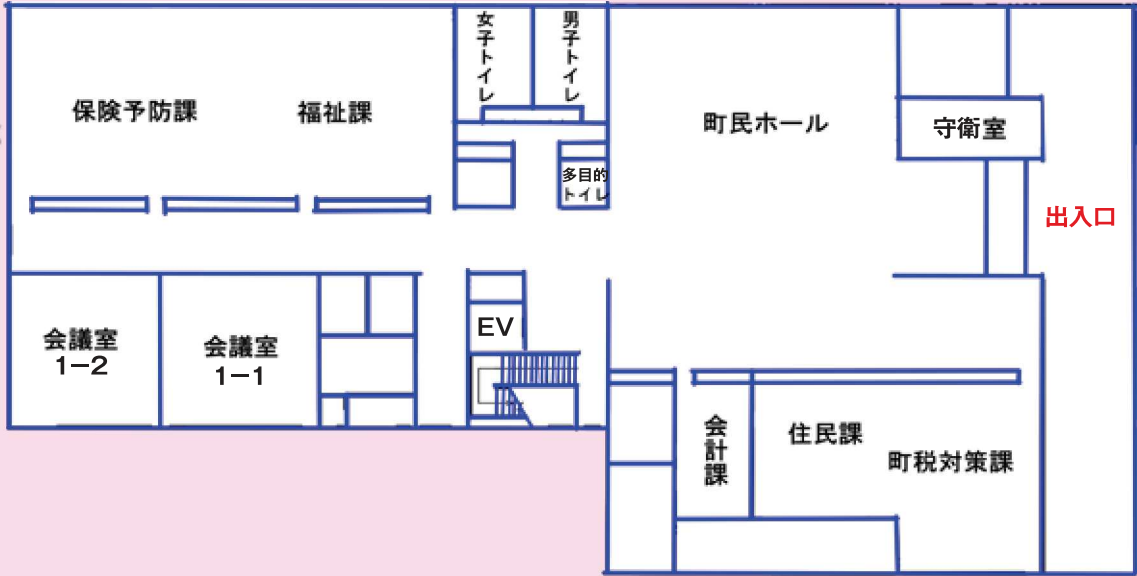 女子トイレ
男子トイレ
保険予防課
福祉課
町民ホール
守衛室
多目的
トイレ
出入口
会議室
1−2
会議室
1−1
EV
会計課
住民課
町税対策課